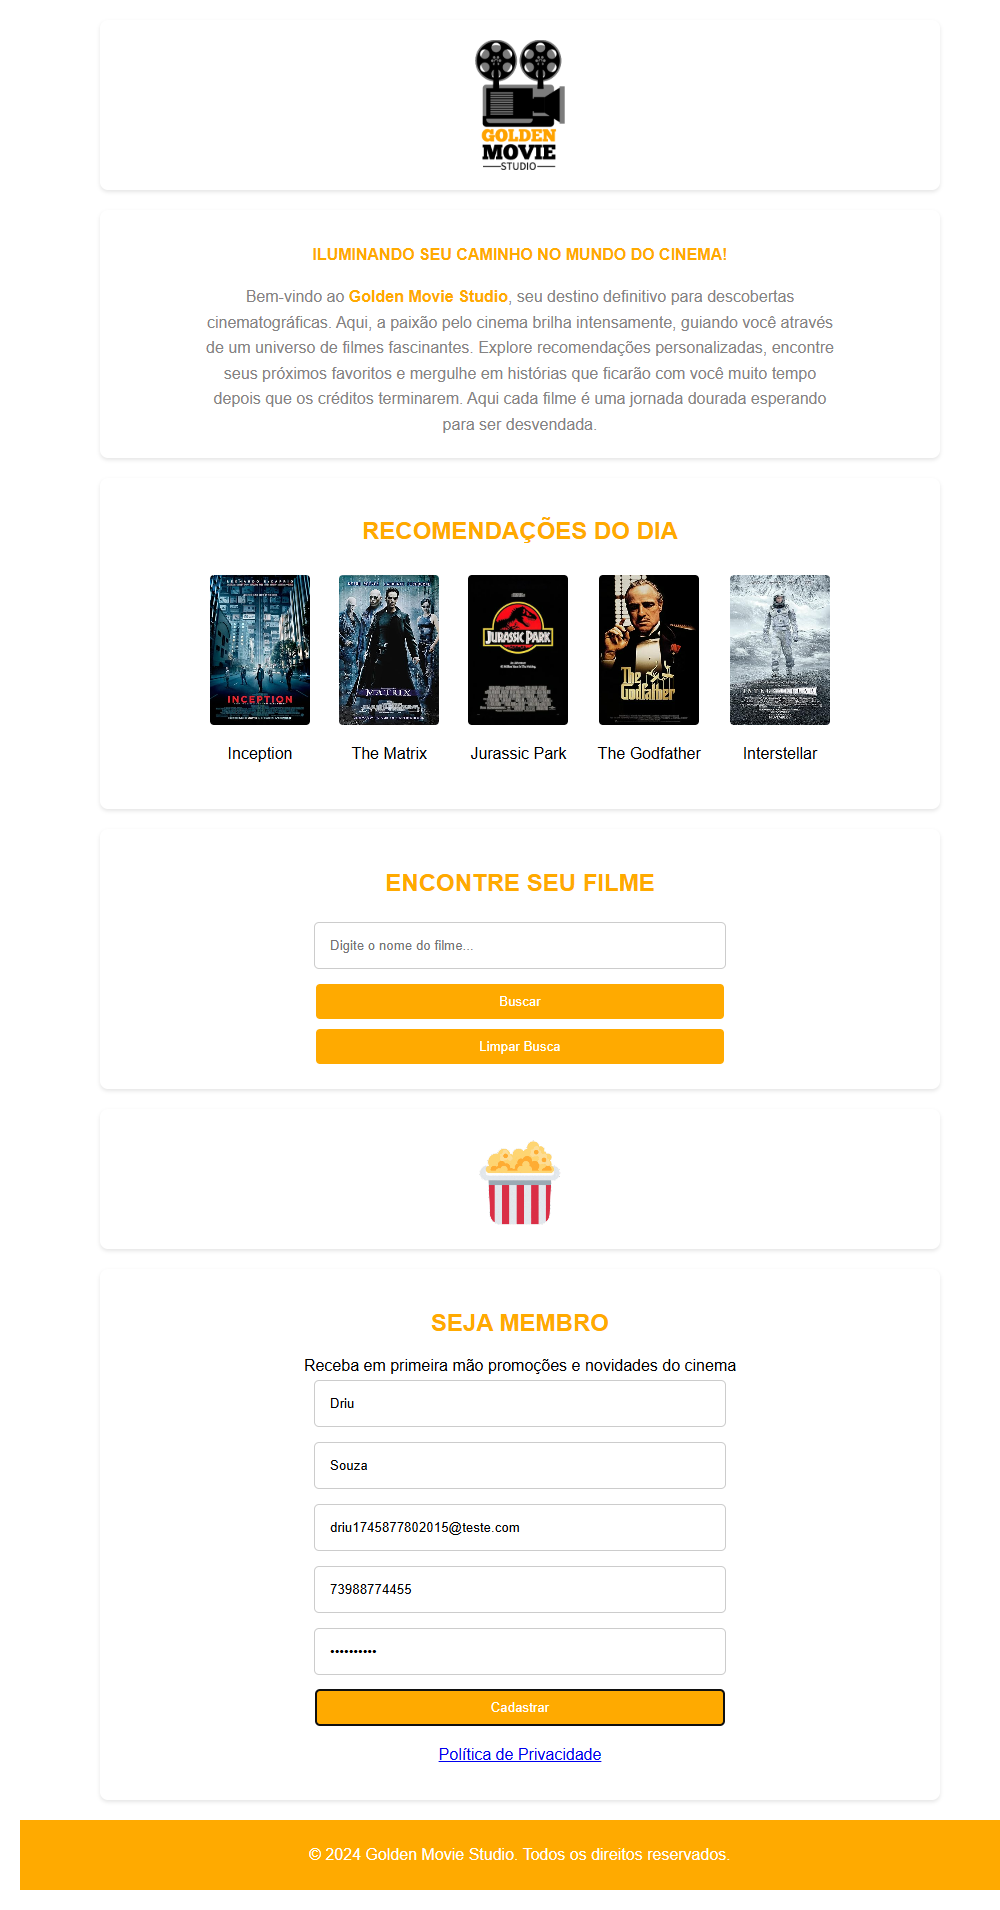 GOLDEN
MOVIE
STUDIO
ILUMINANDO SEU CAMINHO NO MUNDO DO CINEMA!
Bem-vindo ao Golden Movie Studio, seu destino definitivo para descobertas
cinematográficas. Aqui, a paixão pelo cinema brilha intensamente, guiando você através
de um universo de filmes fascinantes. Explore recomendações personalizadas, encontre
seus próximos favoritos e mergulhe em histórias que ficarão com você muito tempo
depois que os créditos terminarem. Aqui cada filme é uma jornada dourada esperando
para ser desvendada.
RECOMENDAÇÕES DO DIA
INCEPTION
MATRIX
JURASSIC PARK
The
Godfather
INTERSTELLAR
Inception
The Matrix
Jurassic Park
The Godfather
Interstellar
ENCONTRE SEU FILME
Digite o nome do filme...
Buscar
Limpar Busca
SEJA MEMBRO
Receba em primeira mão promoções e novidades do cinema
Driu
Souza
driu1745877802015@teste.com
73988774455
••••••••••
Cadastrar
Política de Privacidade
© 2024 Golden Movie Studio. Todos os direitos reservados.